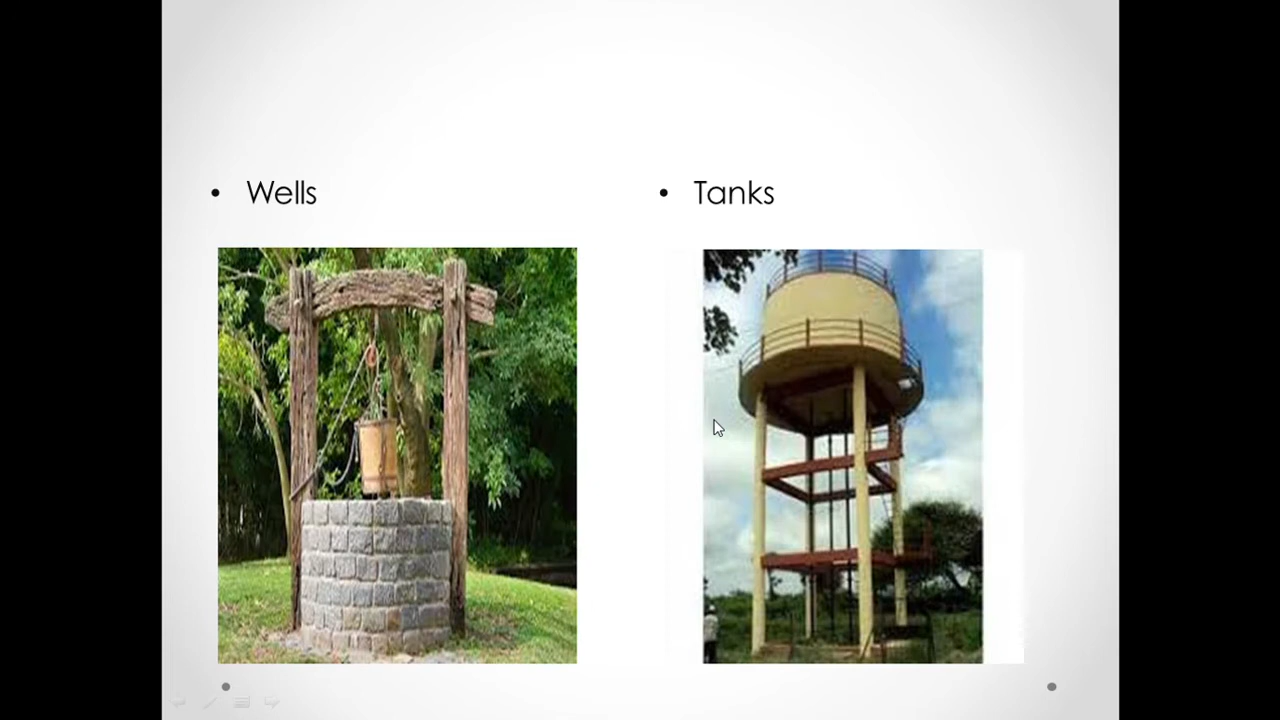 • Wells
• Tanks